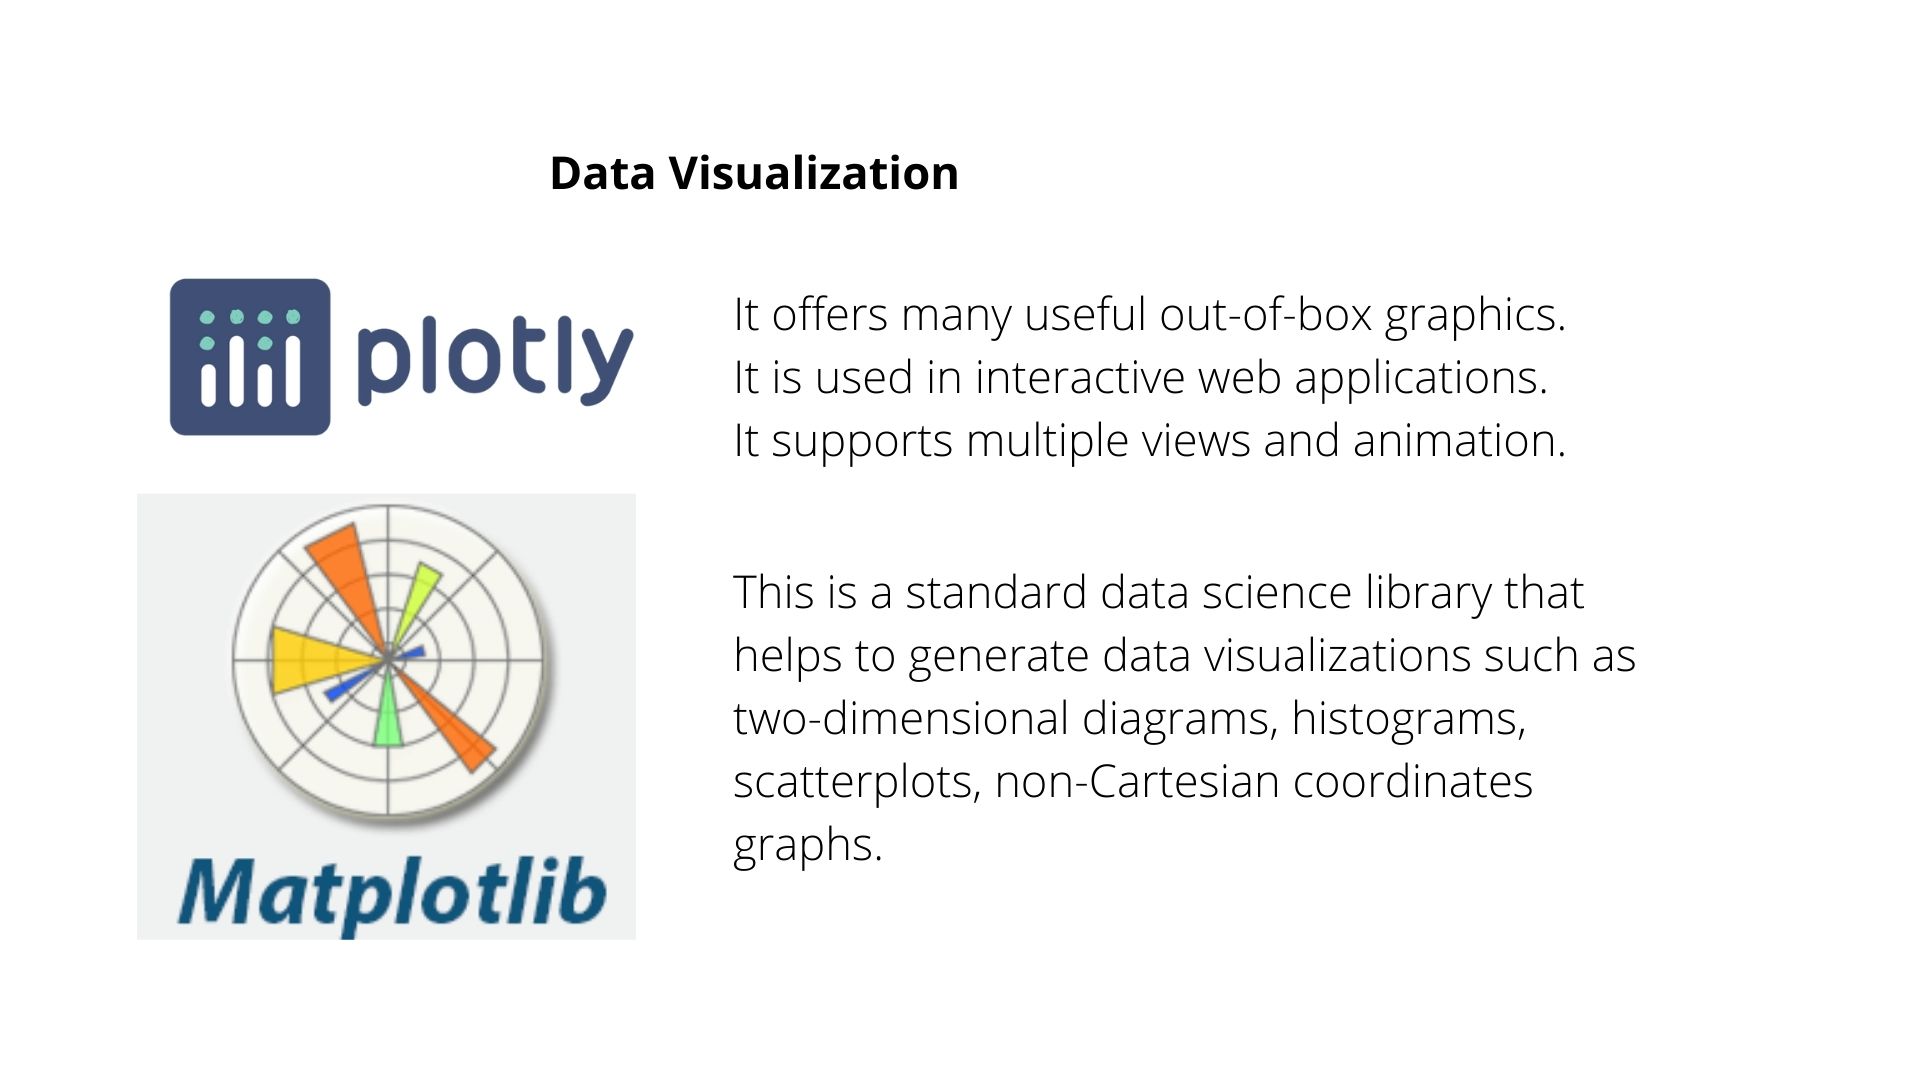 Data Visualization
plotly
It offers many useful out-of-box graphics.
It is used in interactive web applications.
It supports multiple views and animation.
Matplotlib
This is a standard data science library that
helps to generate data visualizations such as
two-dimensional diagrams, histograms,
scatterplots, non-Cartesian coordinates
graphs.